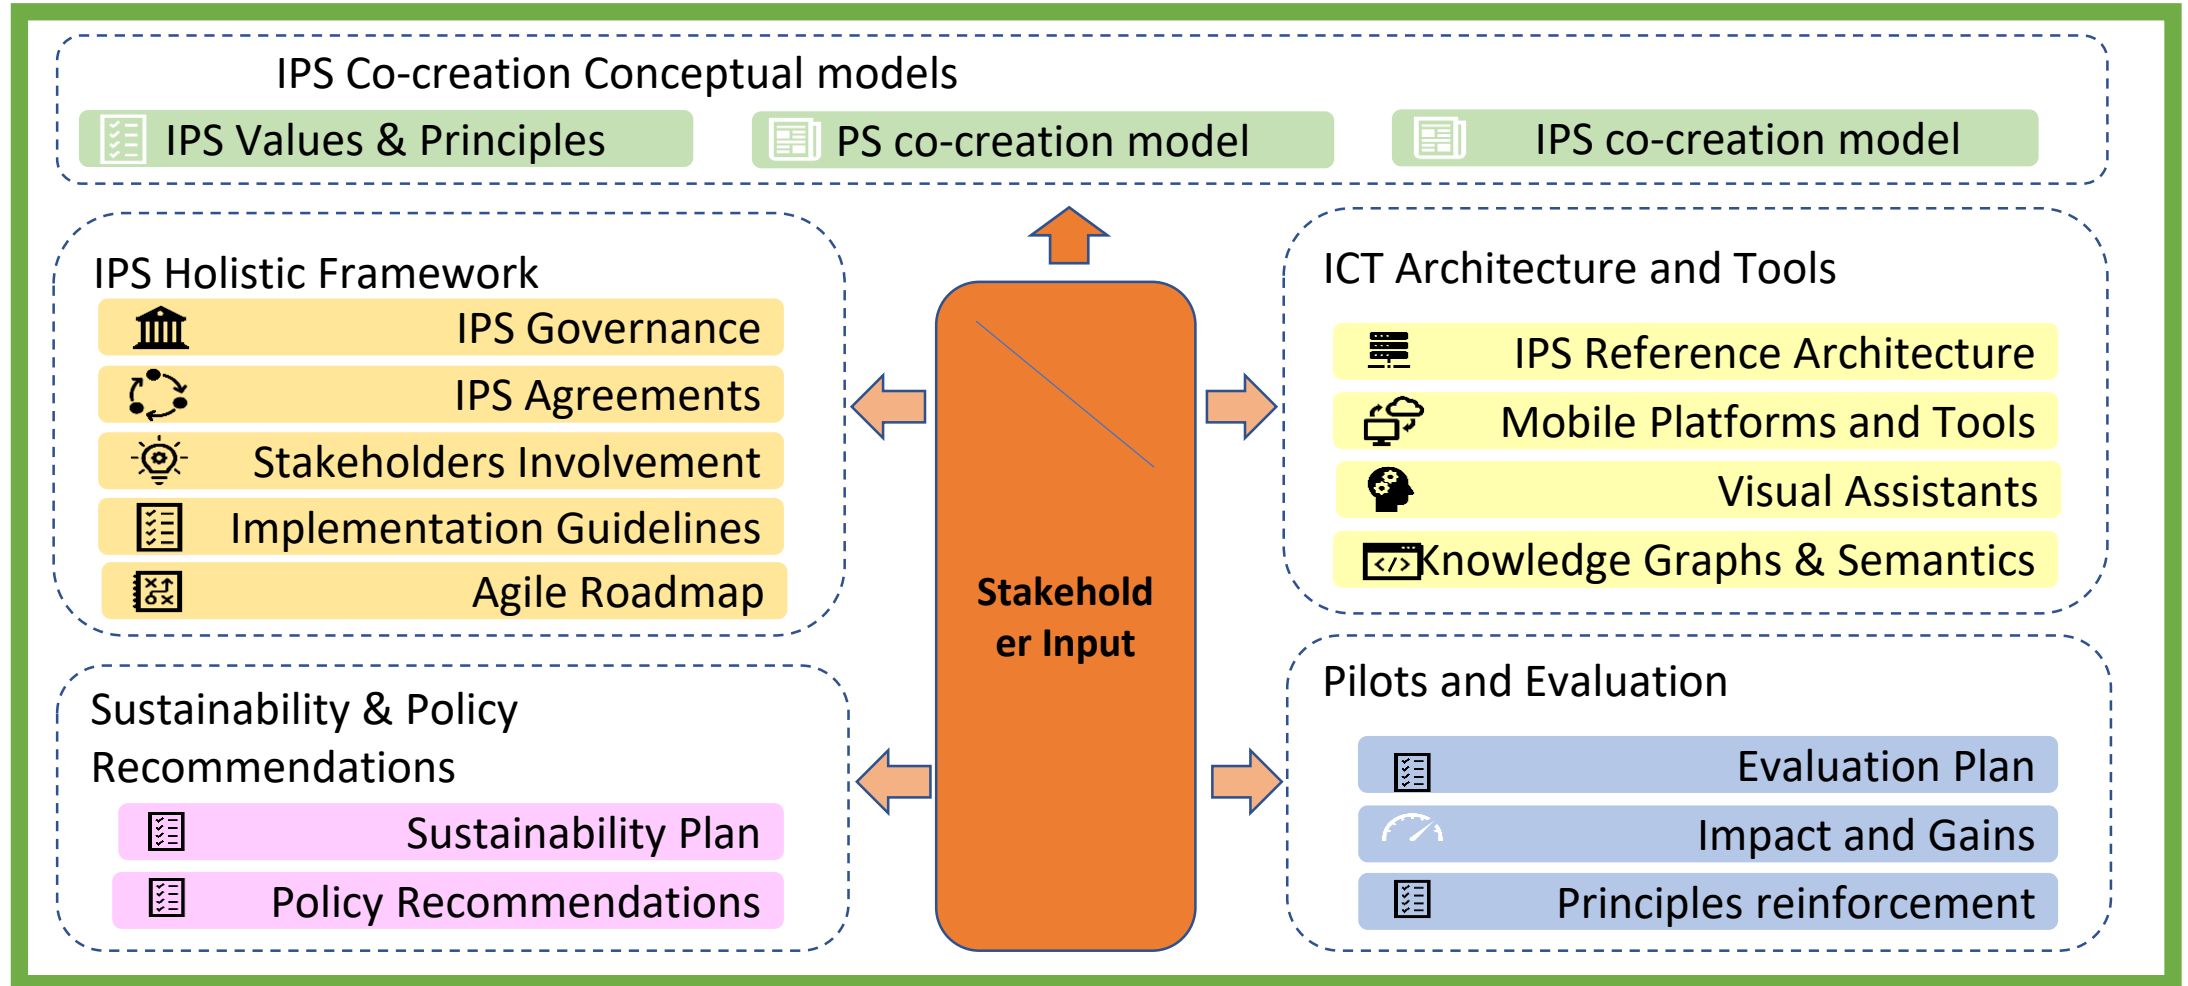 IPS Co-creation Conceptual models
IPS Values & Principles
PS co-creation model
IPS co-creation model
IPS Holistic Framework
IPS Governance
IPS Agreements
Stakeholders Involvement
Implementation Guidelines
Agile Roadmap
Sustainability & Policy
Recommendations
Sustainability Plan
Policy Recommendations
Stakehold
er Input
ICT Architecture and Tools
IPS Reference Architecture
Mobile Platforms and Tools
Visual Assistants
Knowledge Graphs & Semantics
Pilots and Evaluation
Evaluation Plan
Impact and Gains
Principles reinforcement